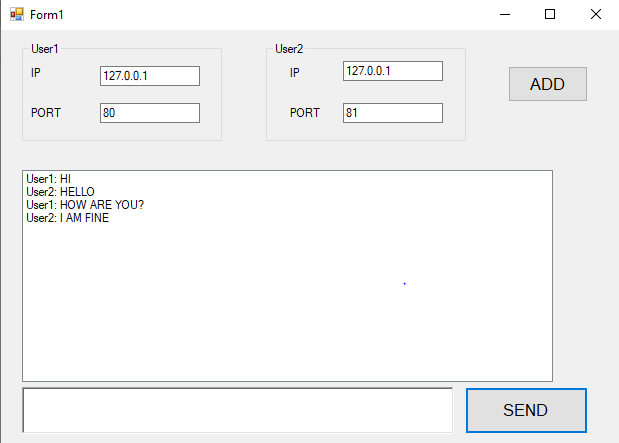 Form1
User1
IP 127.0.0.1
PORT 80
User2
IP 127.0.0.1
PORT 81
ADD
User1: HI
User2: HELLO
User1: HOW ARE YOU?
User2: I AM FINE
SEND